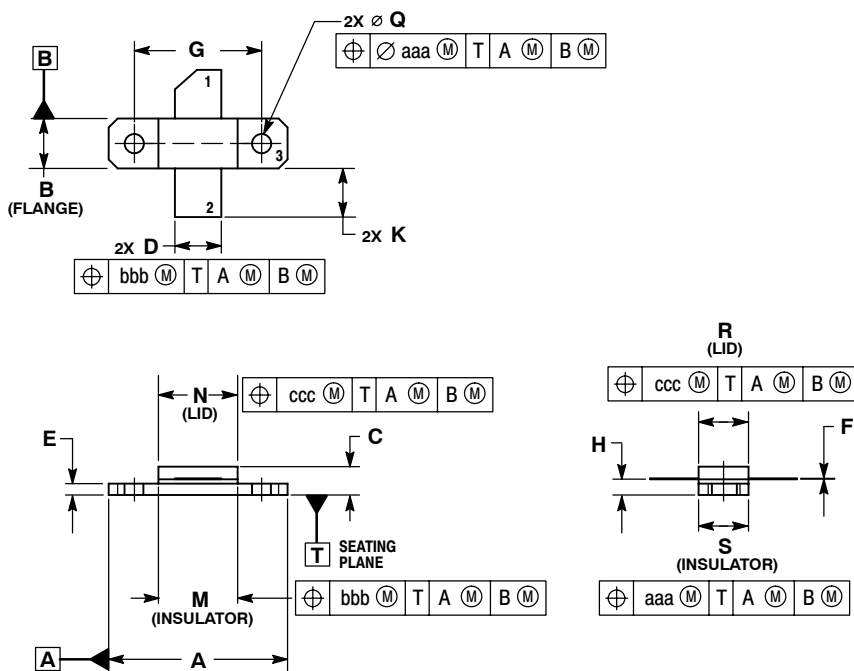 G
2X ⌀ Q
⌖ ⌀ aaa Ⓜ T A Ⓜ B Ⓜ
B
1
3
B
(FLANGE)
2
2X K
2X D
⌖ bbb Ⓜ T A Ⓜ B Ⓜ
R
(LID)
⌖ ccc Ⓜ T A Ⓜ B Ⓜ
N
(LID)
⌖ ccc Ⓜ T A Ⓜ B Ⓜ
E
C
H
F
T SEATING
PLANE
S
(INSULATOR)
M
(INSULATOR)
⌖ bbb Ⓜ T A Ⓜ B Ⓜ
⌖ aaa Ⓜ T A Ⓜ B Ⓜ
A
A